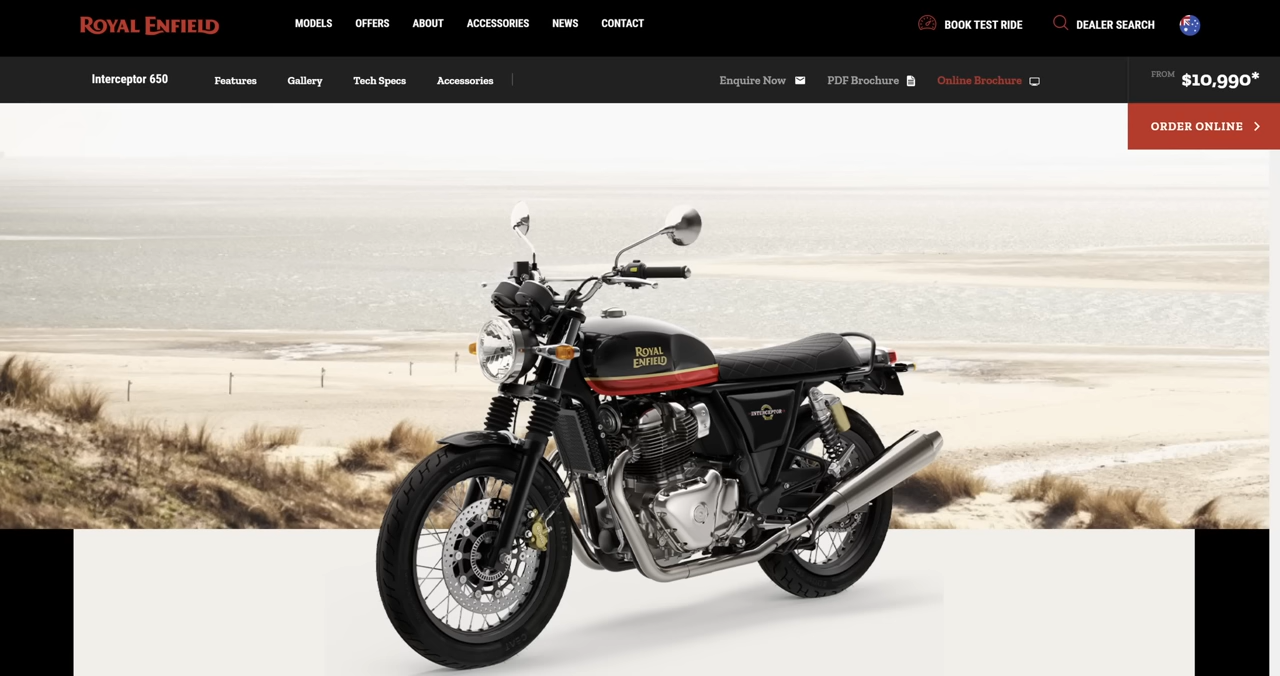 ROYAL ENFIELD
MODELS OFFERS ABOUT ACCESSORIES NEWS CONTACT
BOOK TEST RIDE DEALER SEARCH
Interceptor 650 Features Gallery Tech Specs Accessories
Enquire Now PDF Brochure Online Brochure
FROM $10,990*
ORDER ONLINE
ROYAL
ENFIELD
INTERCEPTOR